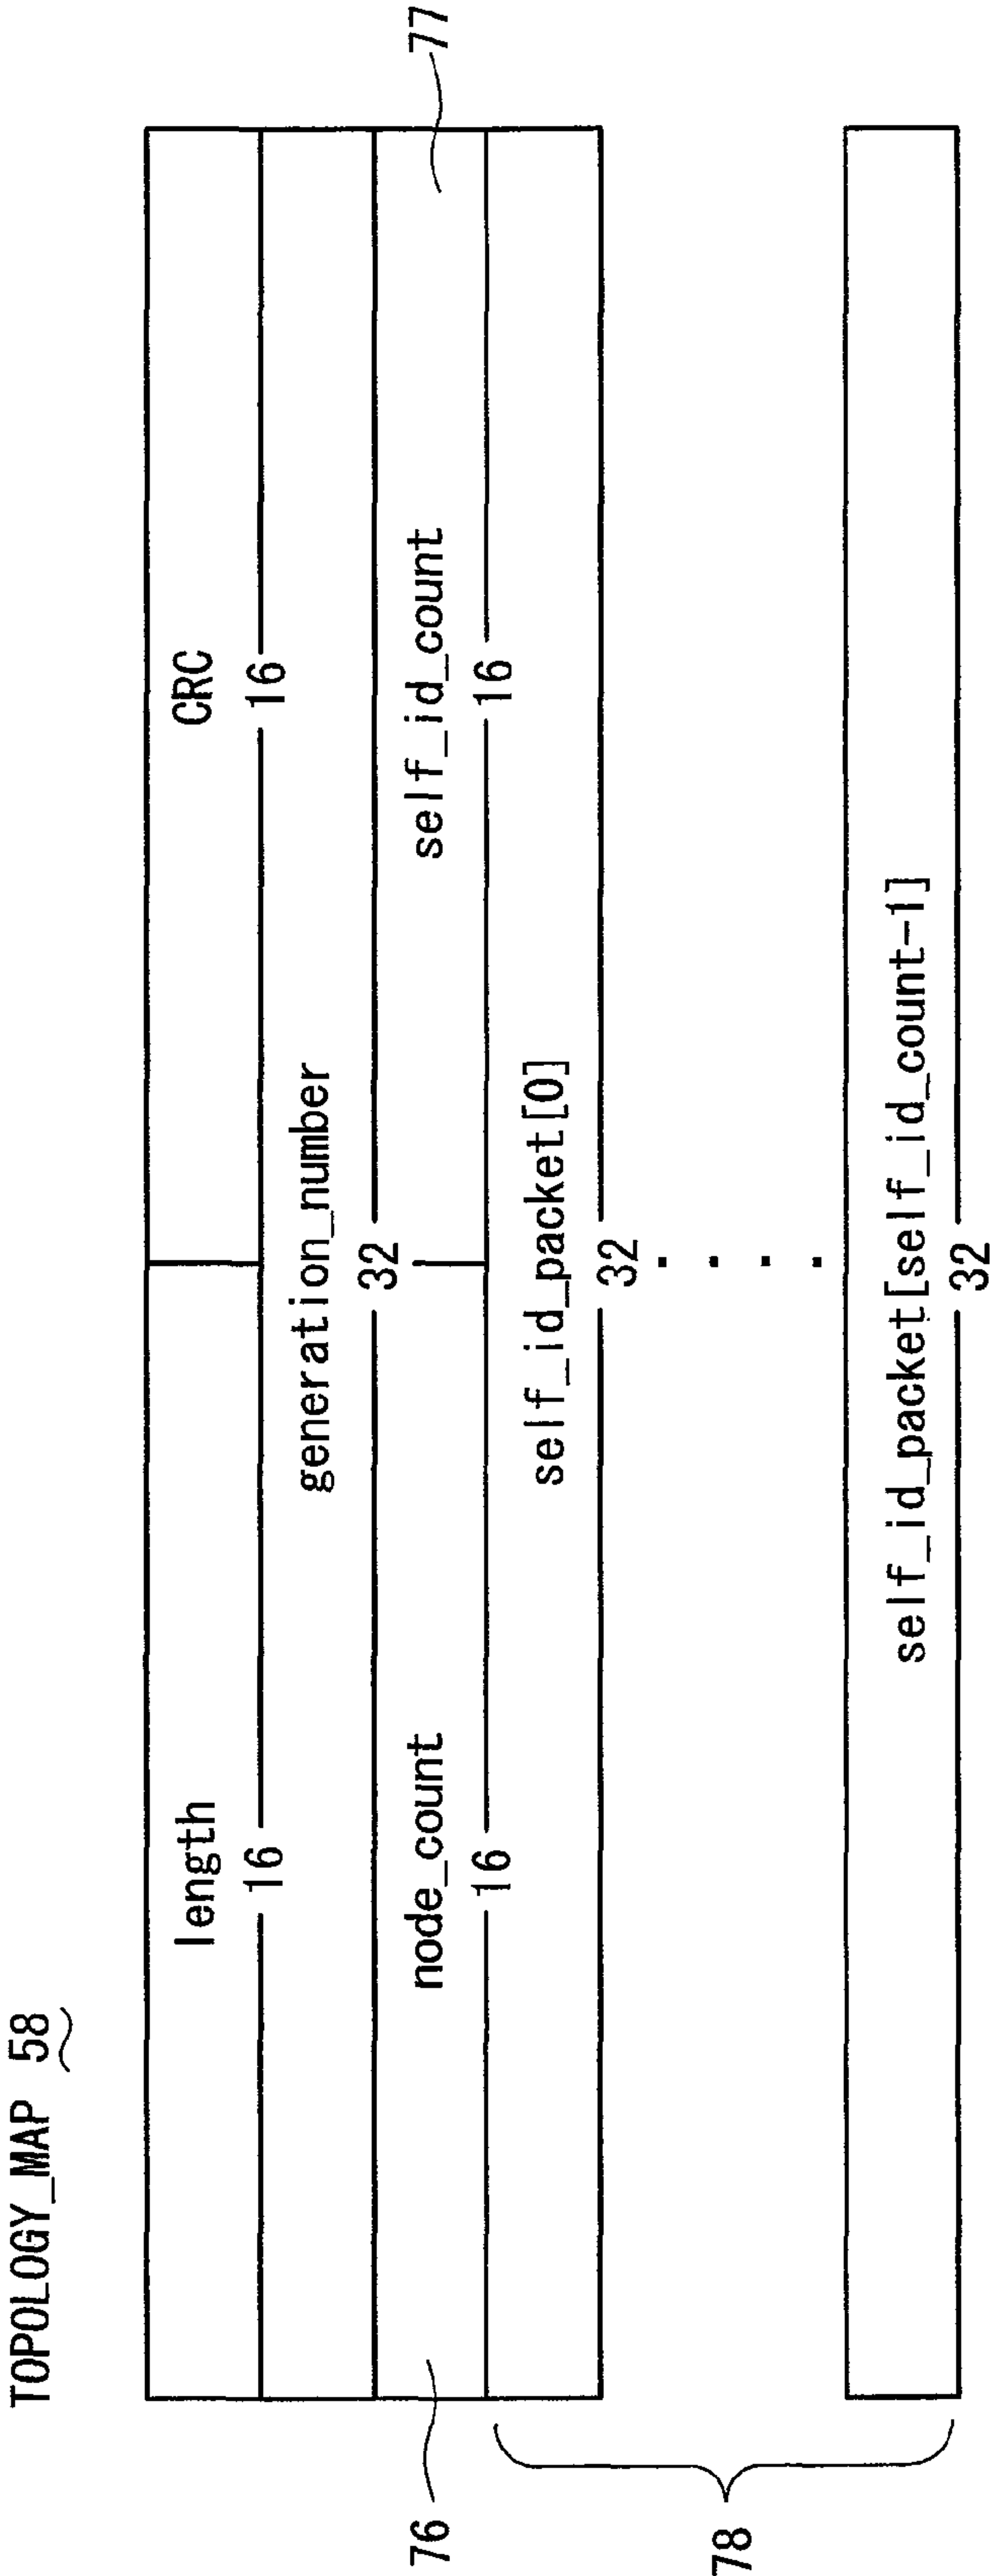 TOPOLOGY_MAP 58
length CRC
16 16
generation_number
32
76 node_count self_id_count 77
16 16
self_id_packet[0]
32
78
self_id_packet[self_id_count-1]
32